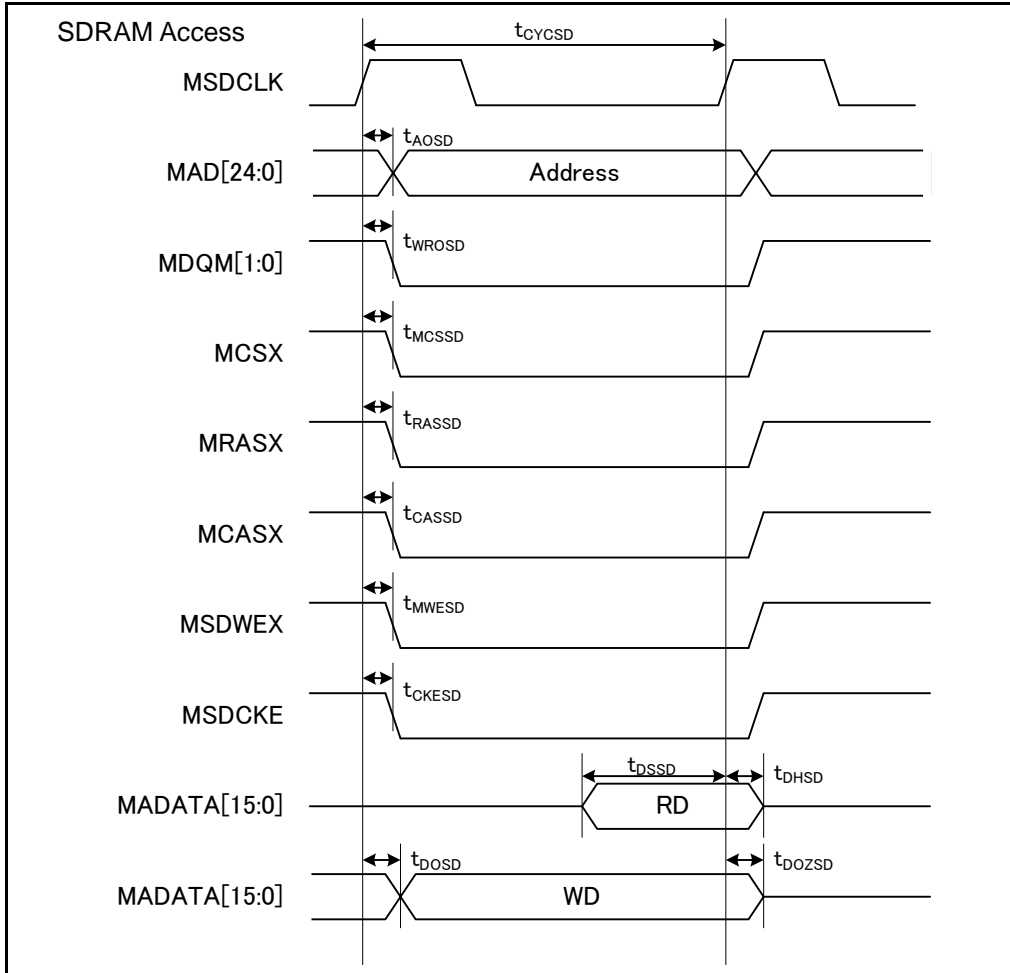 SDRAM Access
tCYCSD
MSDCLK
tAOSD
MAD[24:0]
Address
tWROSD
MDQM[1:0]
tMCSSD
MCSX
tRASSD
MRASX
tCASSD
MCASX
tMWESD
MSDWEX
tCKESD
MSDCKE
tDSSD
tDHSD
MADATA[15:0]
RD
tDOSD
tDOZSD
MADATA[15:0]
WD